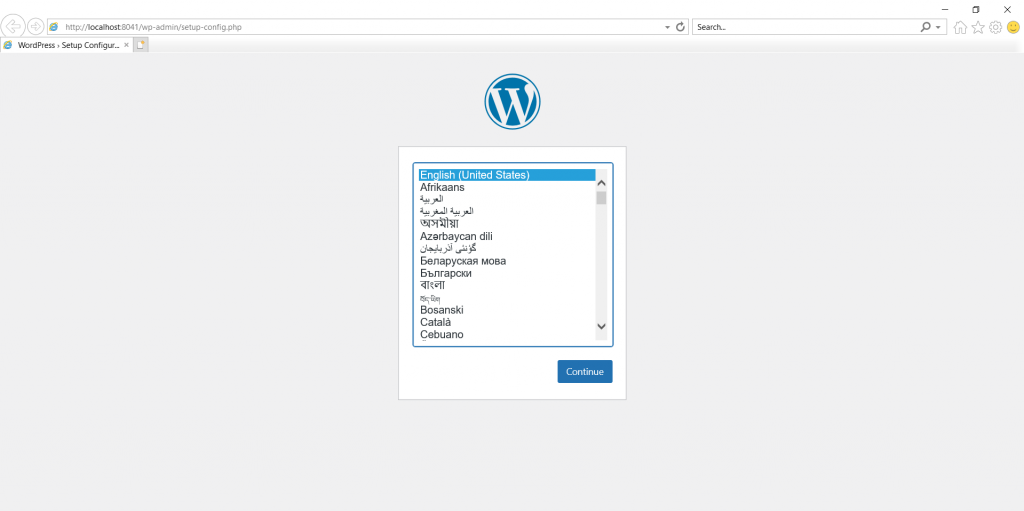 http://localhost:8041/wp-admin/setup-config.php
Search...
WordPress › Setup Configur...
English (United States)
Afrikaans
العربية
العربية المغربية
অসমীয়া
Azərbaycan dili
گؤنئی آذربایجان
Беларуская мова
Български
বাংলা
བོད་ཡིག
Bosanski
Català
Cebuano
Continue